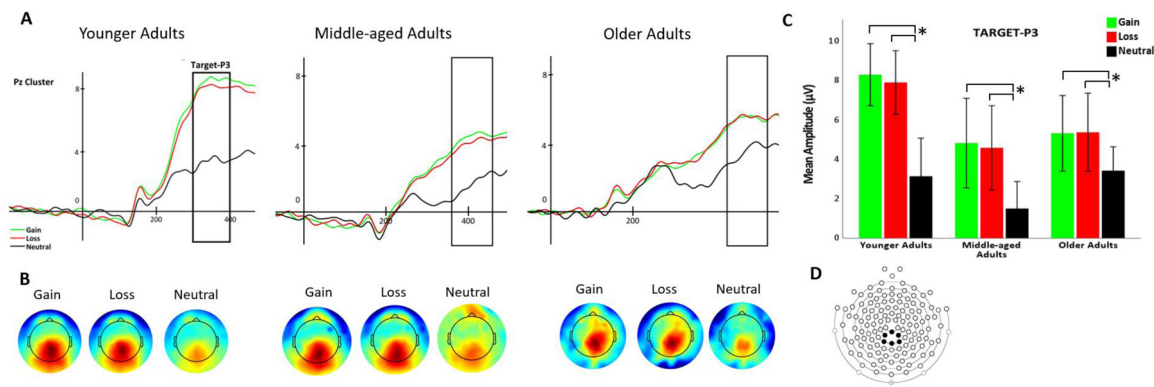 A
Younger Adults
Middle-aged Adults
Older Adults
Pz Cluster
Target-P3
8
4
0
200
400
Gain
Loss
Neutral
8
4
0
200
400
8
4
0
200
B
Gain
Loss
Neutral
Gain
Loss
Neutral
Gain
Loss
Neutral
C
TARGET-P3
Gain
Loss
Neutral
Mean Amplitude (μV)
10
8
6
4
2
0
*
*
*
Younger Adults
Middle-aged
Adults
Older Adults
D